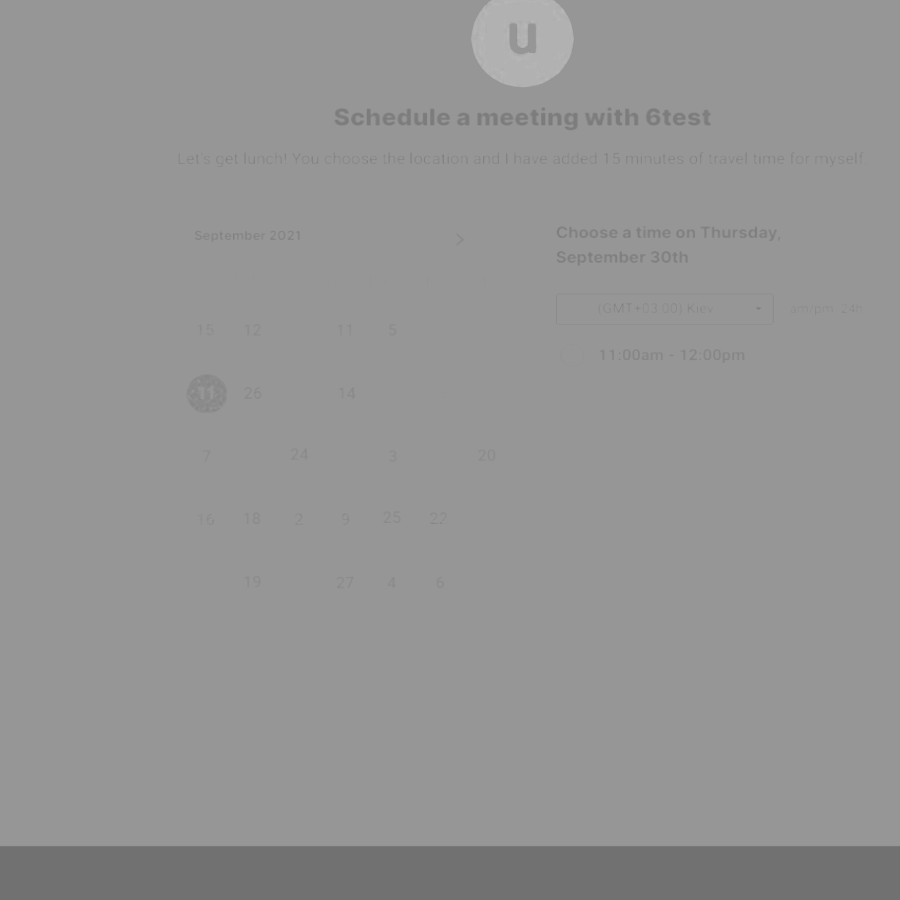 u
Schedule a meeting with 6test
Let's get lunch! You choose the location and I have added 15 minutes of travel time for myself
September 2021
Choose a time on Thursday,
September 30th
(GMT+03:00) Kiev
am/pm 24h
15 12 11 5
11:00am - 12:00pm
11 26 14
7 24 3 20
16 18 2 9 25 22
19 27 4 6